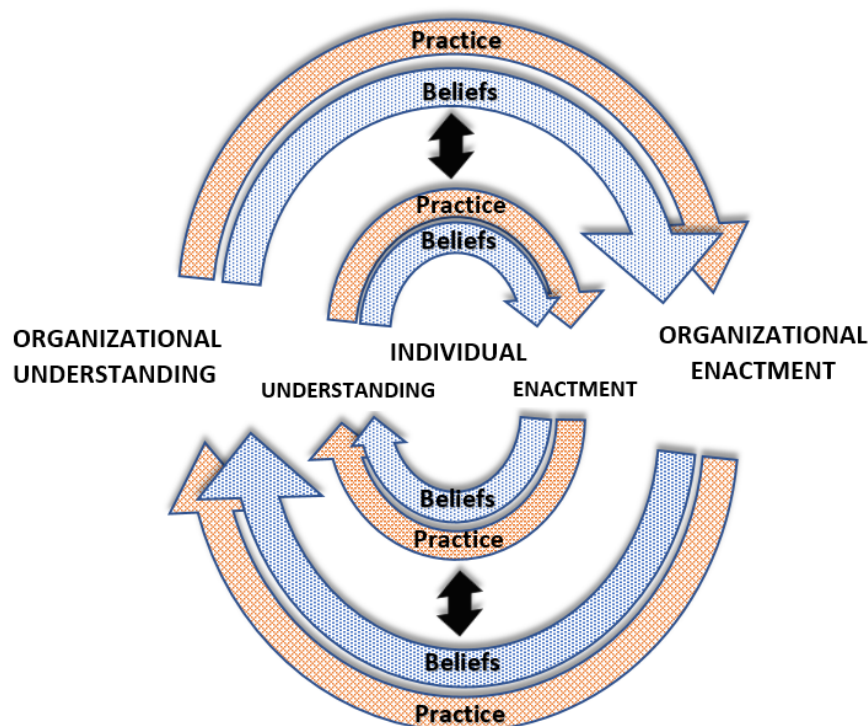 Practice
Beliefs
Practice
Beliefs
ORGANIZATIONAL
UNDERSTANDING
INDIVIDUAL
UNDERSTANDING
ENACTMENT
ORGANIZATIONAL
ENACTMENT
Beliefs
Practice
Beliefs
Practice